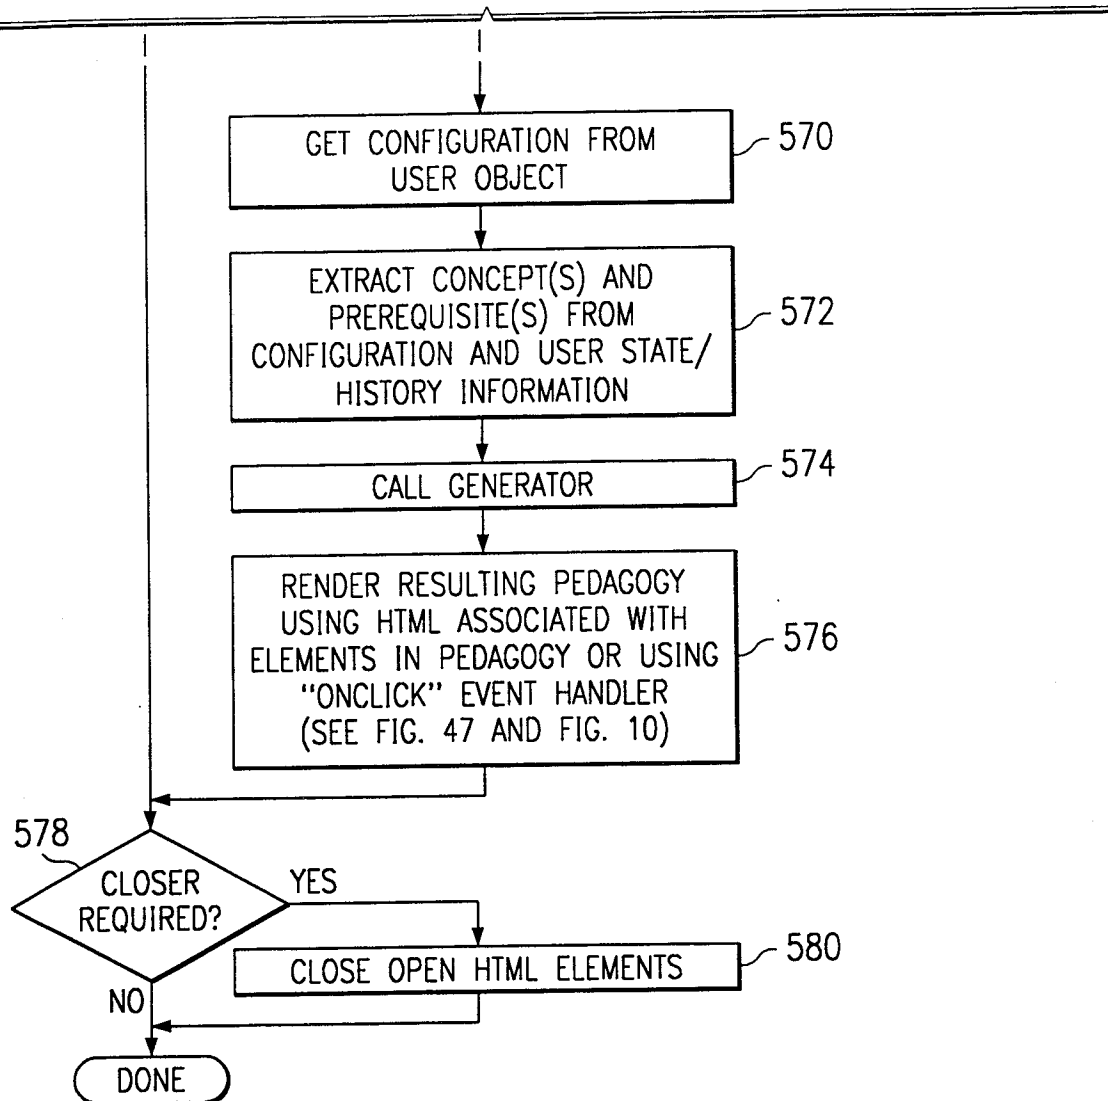 GET CONFIGURATION FROM
USER OBJECT
570
EXTRACT CONCEPT(S) AND
PREREQUISITE(S) FROM
CONFIGURATION AND USER STATE/
HISTORY INFORMATION
572
CALL GENERATOR
574
RENDER RESULTING PEDAGOGY
USING HTML ASSOCIATED WITH
ELEMENTS IN PEDAGOGY OR USING
“ONCLICK” EVENT HANDLER
(SEE FIG. 47 AND FIG. 10)
576
578
CLOSER
REQUIRED?
YES
CLOSE OPEN HTML ELEMENTS
580
NO
DONE